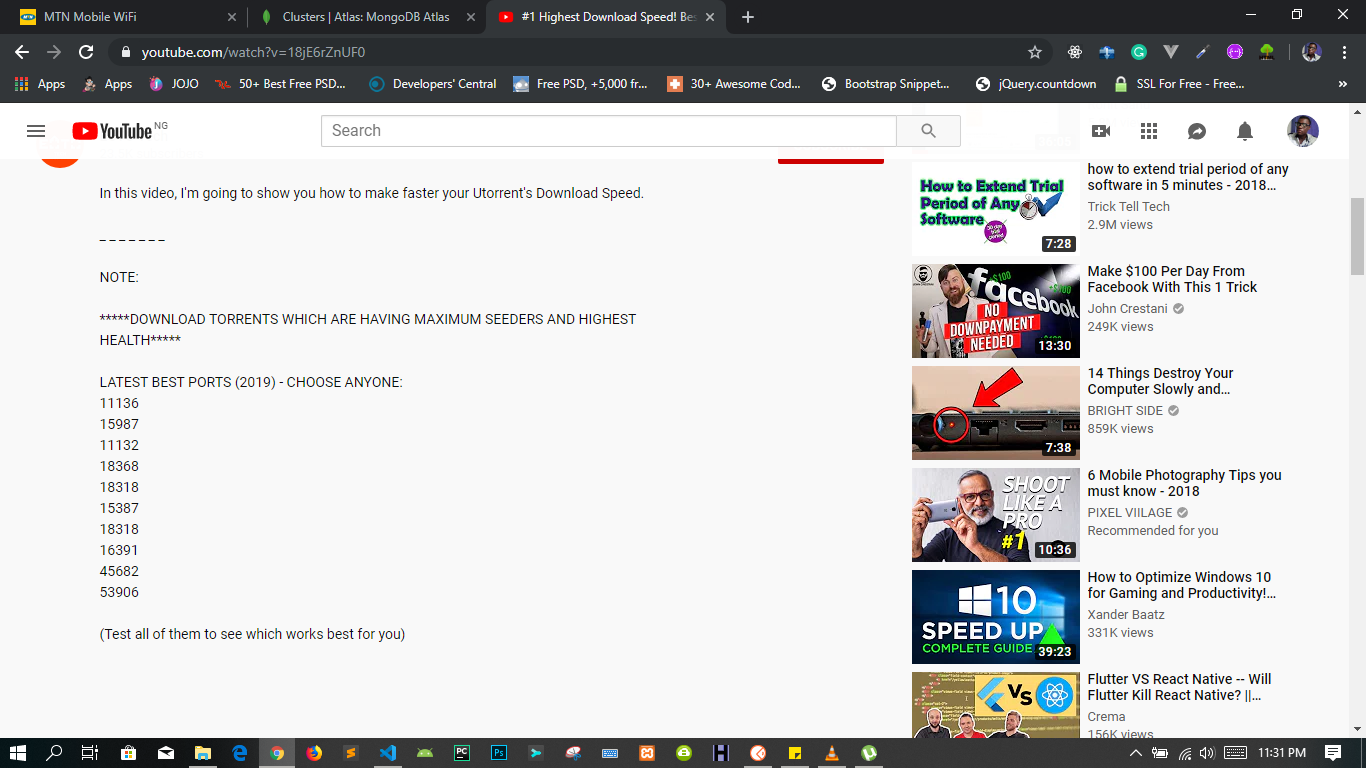 MTN Mobile WiFi
Clusters | Atlas: MongoDB Atlas
#1 Highest Download Speed! Bes
youtube.com/watch?v=18jE6rZnUF0
Apps
Apps
JOJO
50+ Best Free PSD...
Developers' Central
Free PSD, +5,000 fr...
30+ Awesome Cod...
Bootstrap Snippet...
jQuery.countdown
SSL For Free - Free...
YouTube NG
Search
In this video, I'm going to show you how to make faster your Utorrent's Download Speed.
_ _ _ _ _ _ _
NOTE:
*****DOWNLOAD TORRENTS WHICH ARE HAVING MAXIMUM SEEDERS AND HIGHEST
HEALTH*****
LATEST BEST PORTS (2019) - CHOOSE ANYONE:
11136
15987
11132
18368
18318
15387
18318
16391
45682
53906
(Test all of them to see which works best for you)
How to Extend Trial
Period of Any
Software
30 day
trial
period
7:28
how to extend trial period of any
software in 5 minutes - 2018...
Trick Tell Tech
2.9M views
+$100
facebook
NO
DOWNPAYMENT
NEEDED
13:30
Make $100 Per Day From
Facebook With This 1 Trick
John Crestani
249K views
7:38
14 Things Destroy Your
Computer Slowly and...
BRIGHT SIDE
859K views
SHOOT
LIKE A
PRO
#1
10:36
6 Mobile Photography Tips you
must know - 2018
PIXEL VIILAGE
Recommended for you
10
SPEED UP
COMPLETE GUIDE
39:23
How to Optimize Windows 10
for Gaming and Productivity!...
Xander Baatz
331K views
VS
Flutter VS React Native -- Will
Flutter Kill React Native? ||...
Crema
156K views
11:31 PM